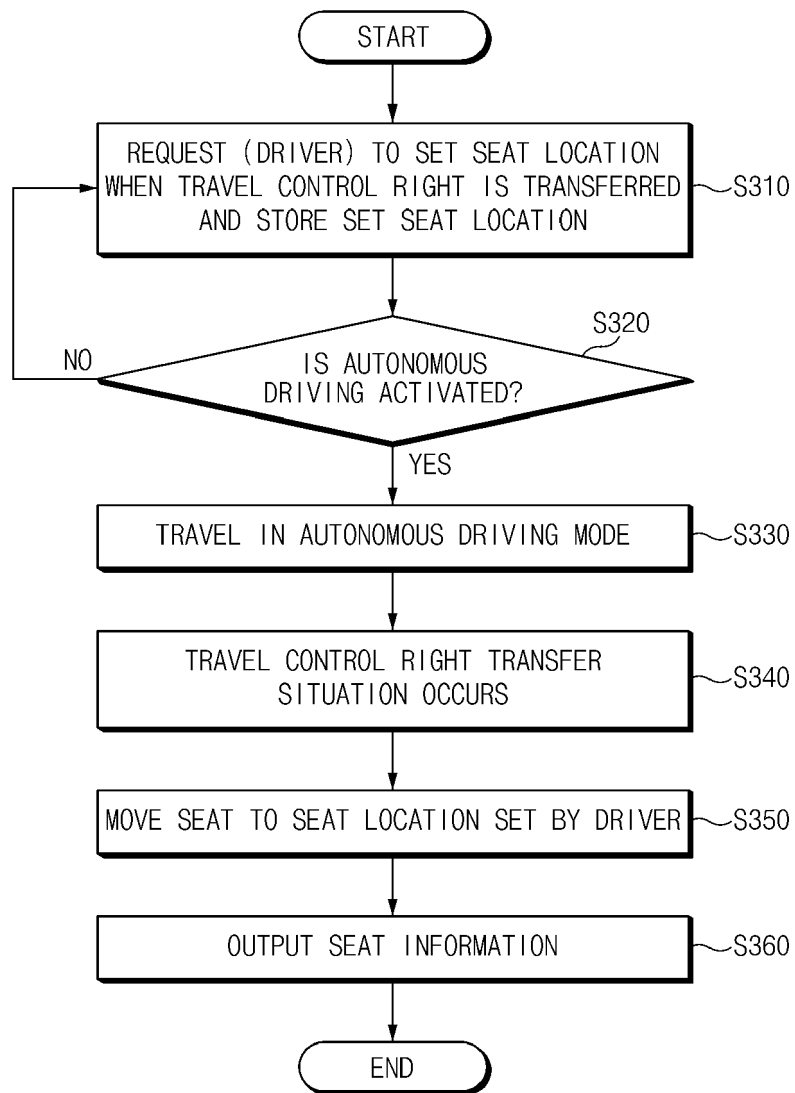 START
REQUEST (DRIVER) TO SET SEAT LOCATION
WHEN TRAVEL CONTROL RIGHT IS TRANSFERRED
AND STORE SET SEAT LOCATION
S310
S320
NO
IS AUTONOMOUS
DRIVING ACTIVATED?
YES
TRAVEL IN AUTONOMOUS DRIVING MODE
S330
TRAVEL CONTROL RIGHT TRANSFER
SITUATION OCCURS
S340
MOVE SEAT TO SEAT LOCATION SET BY DRIVER
S350
OUTPUT SEAT INFORMATION
S360
END